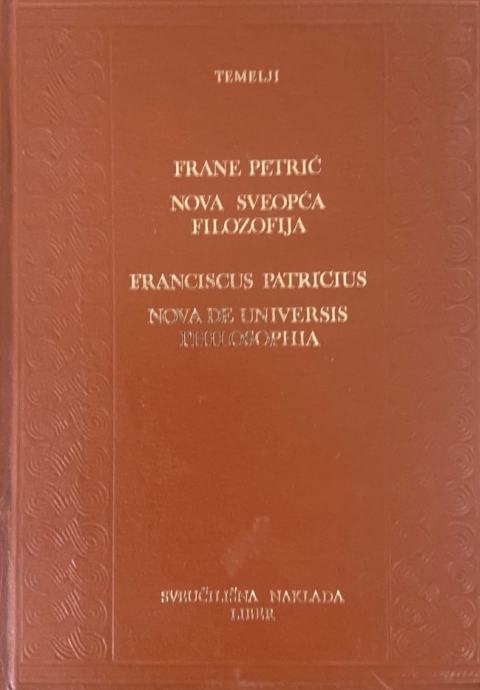 TEMELJI
FRANE PETRIĆ
NOVA SVEOPĆA
FILOZOFIJA
FRANCISCUS PATRICIUS
NOVA DE UNIVERSIS
PHILOSOPHIA
SVEUČILIŠNA NAKLADA
LIBER